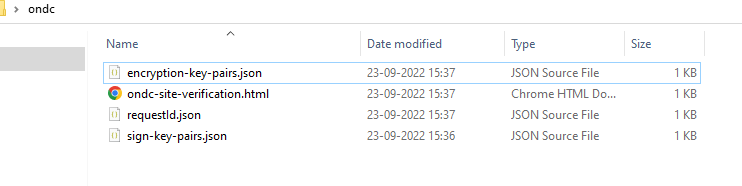 ondc
Name Date modified Type Size
encryption-key-pairs.json 23-09-2022 15:37 JSON Source File 1 KB
ondc-site-verification.html 23-09-2022 15:37 Chrome HTML Do... 1 KB
requestId.json 23-09-2022 15:37 JSON Source File 1 KB
sign-key-pairs.json 23-09-2022 15:36 JSON Source File 1 KB